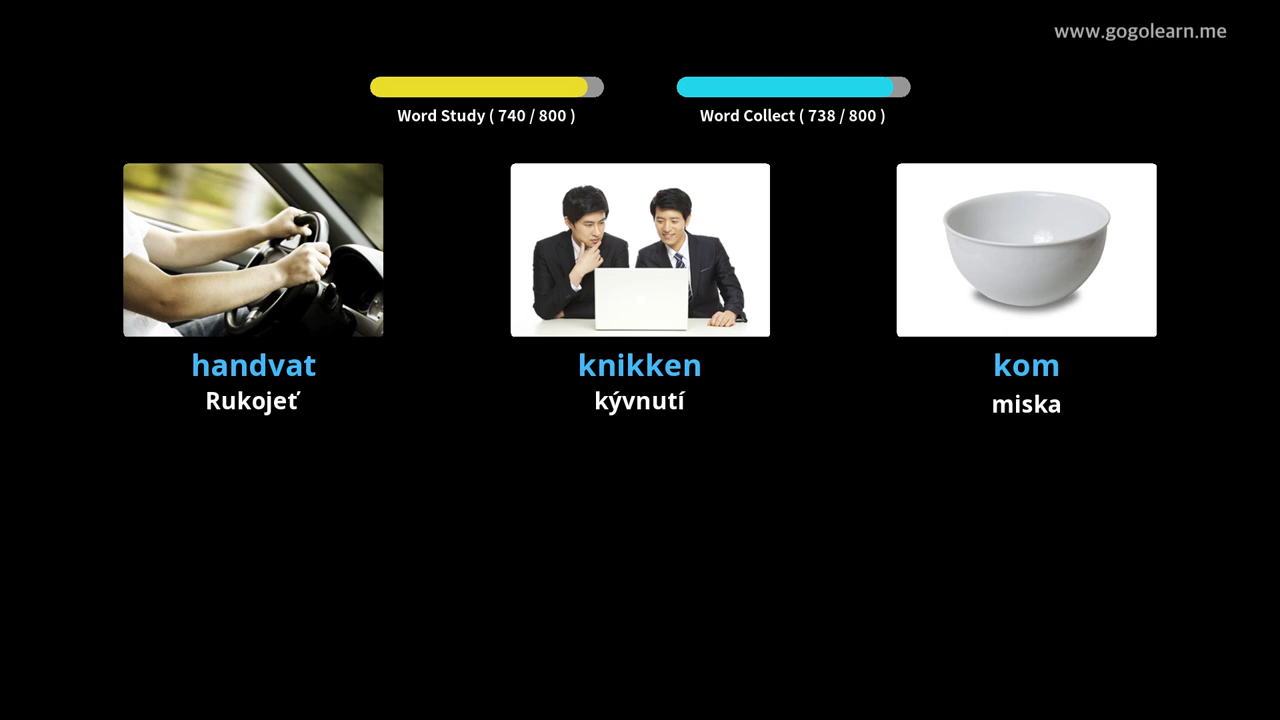 www.gogolearn.me
Word Study ( 740 / 800 )
Word Collect ( 738 / 800 )
handvat
Rukojeť
knikken
kývnutí
kom
miska